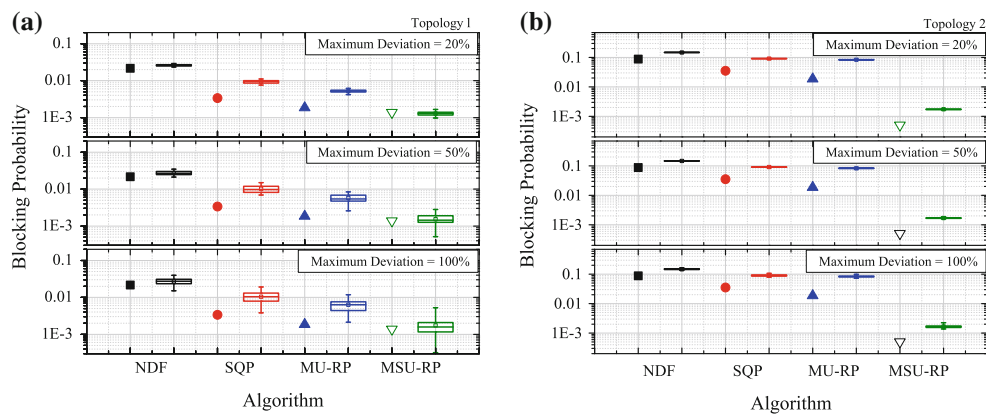 (a)
Topology 1
Maximum Deviation = 20%
0.1
0.01
1E-3
Maximum Deviation = 50%
0.1
0.01
1E-3
Maximum Deviation = 100%
0.1
0.01
1E-3
Blocking Probability
NDF SQP MU-RP MSU-RP
Algorithm
(b)
Topology 2
Maximum Deviation = 20%
0.1
0.01
1E-3
Maximum Deviation = 50%
0.1
0.01
1E-3
Maximum Deviation = 100%
0.1
0.01
1E-3
Blocking Probability
NDF SQP MU-RP MSU-RP
Algorithm